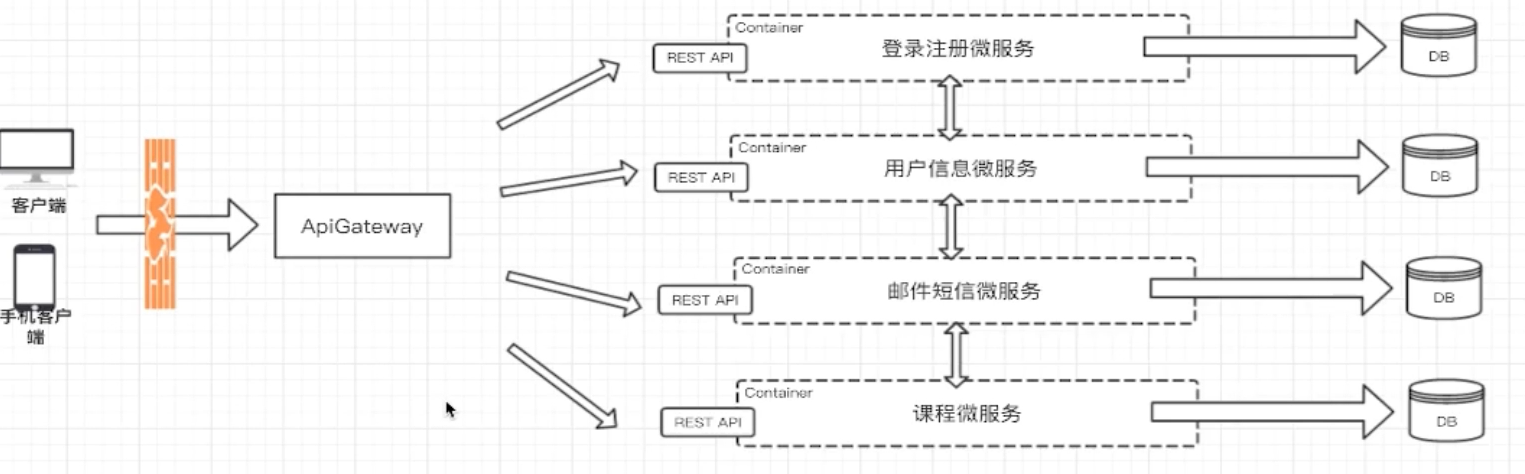 Container
REST API
登录注册微服务
DB
Container
REST API
用户信息微服务
DB
客户端
ApiGateway
Container
REST API
邮件短信微服务
DB
手机客户
端
Container
REST API
课程微服务
DB